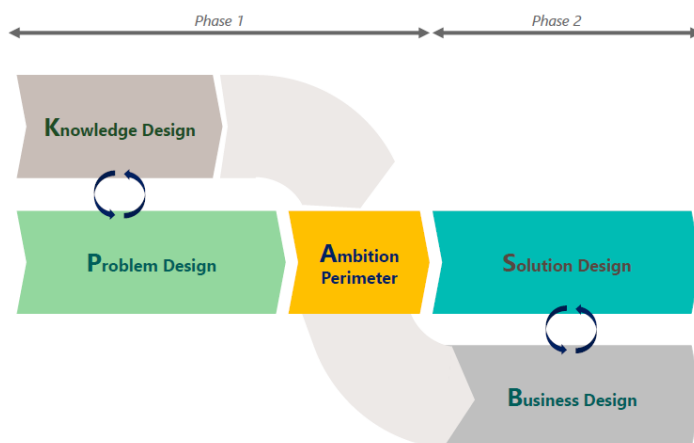 Phase 1
Phase 2
Knowledge Design
Problem Design
Ambition
Perimeter
Solution Design
Business Design